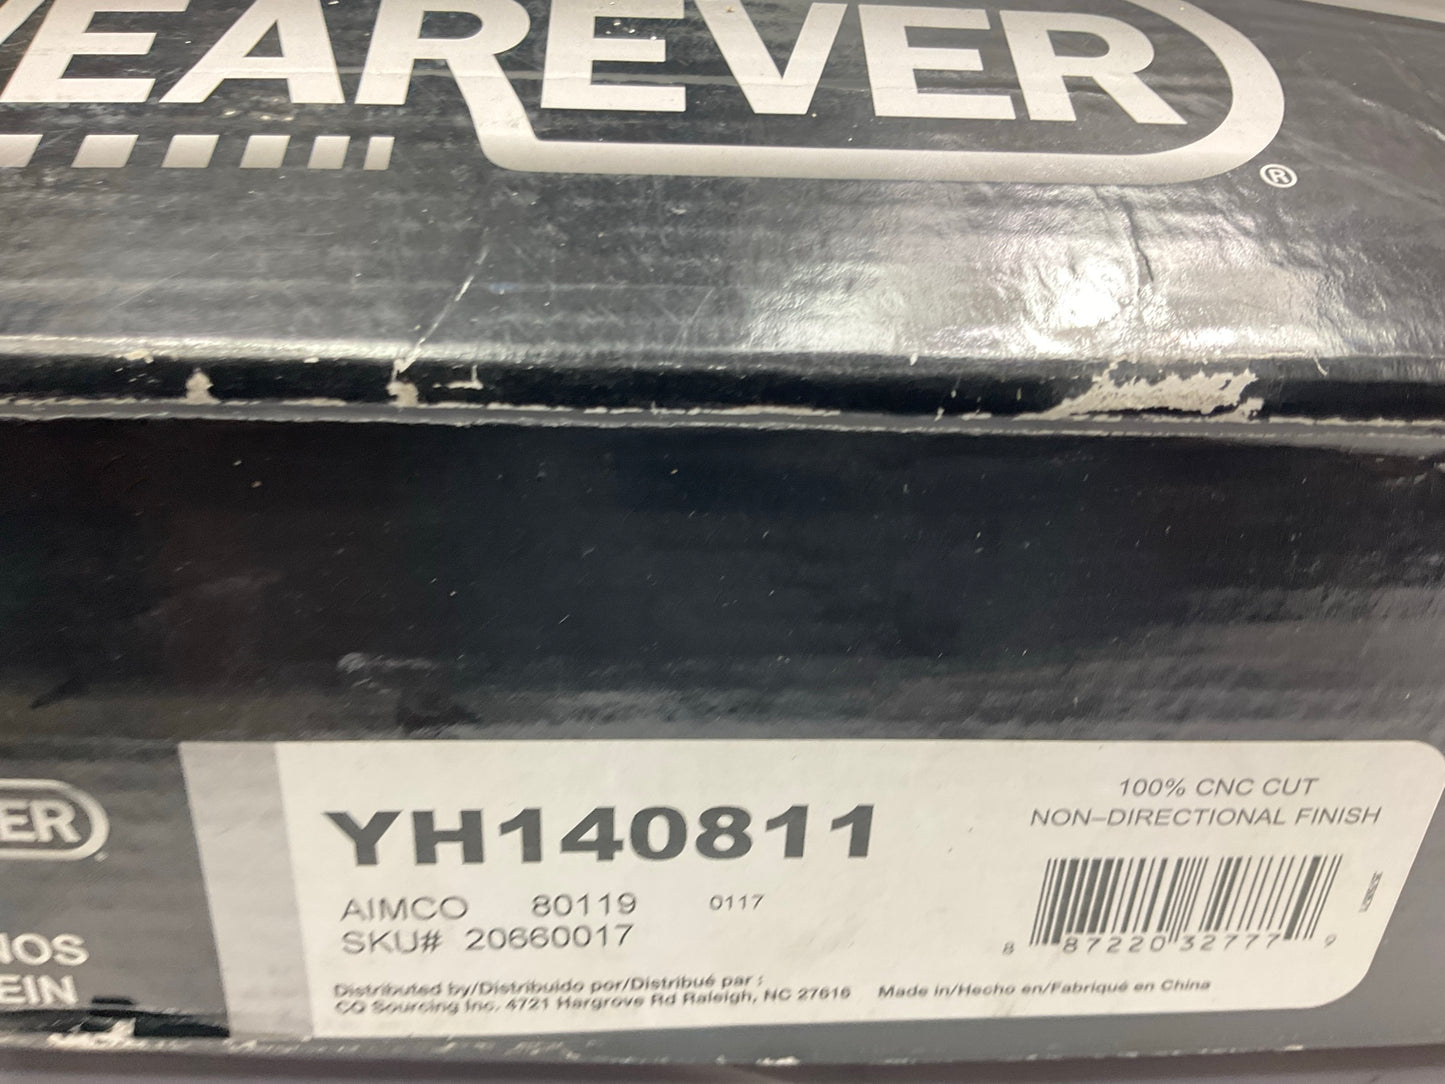 WEAREVER
®
ER
NOS
EIN
YH140811
AIMCO 80119 0117
SKU# 20660017
Distributed by/Distribuido por/Distribué par :
CQ Sourcing Inc. 4721 Hargrove Rd Raleigh, NC 27616 Made in/Hecho en/Fabriqué en China
100% CNC CUT
NON–DIRECTIONAL FINISH
8 87220 32777 9